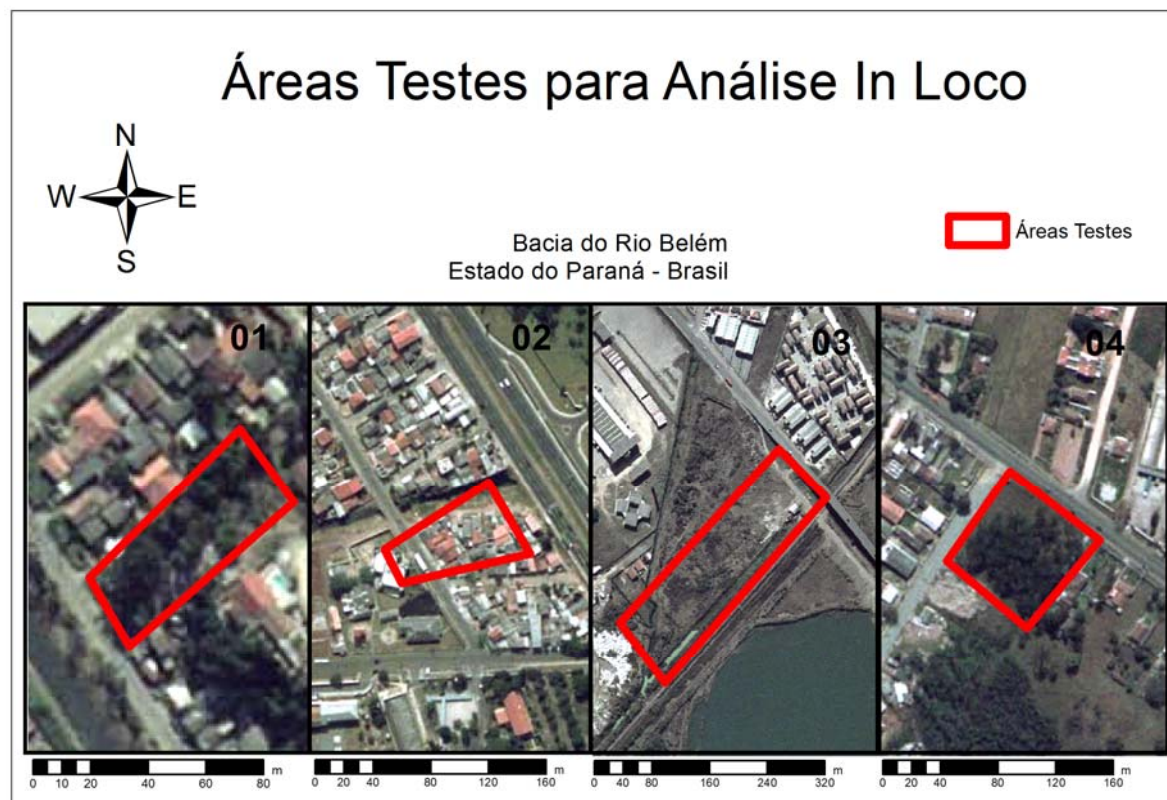 Áreas Testes para Análise In Loco
N
W E
S
Bacia do Rio Belém
Estado do Paraná - Brasil
Áreas Testes
01 02 03 04
0 10 20 40 60 80 m
0 20 40 80 120 160 m
0 40 80 160 240 320 m
0 20 40 80 120 160 m